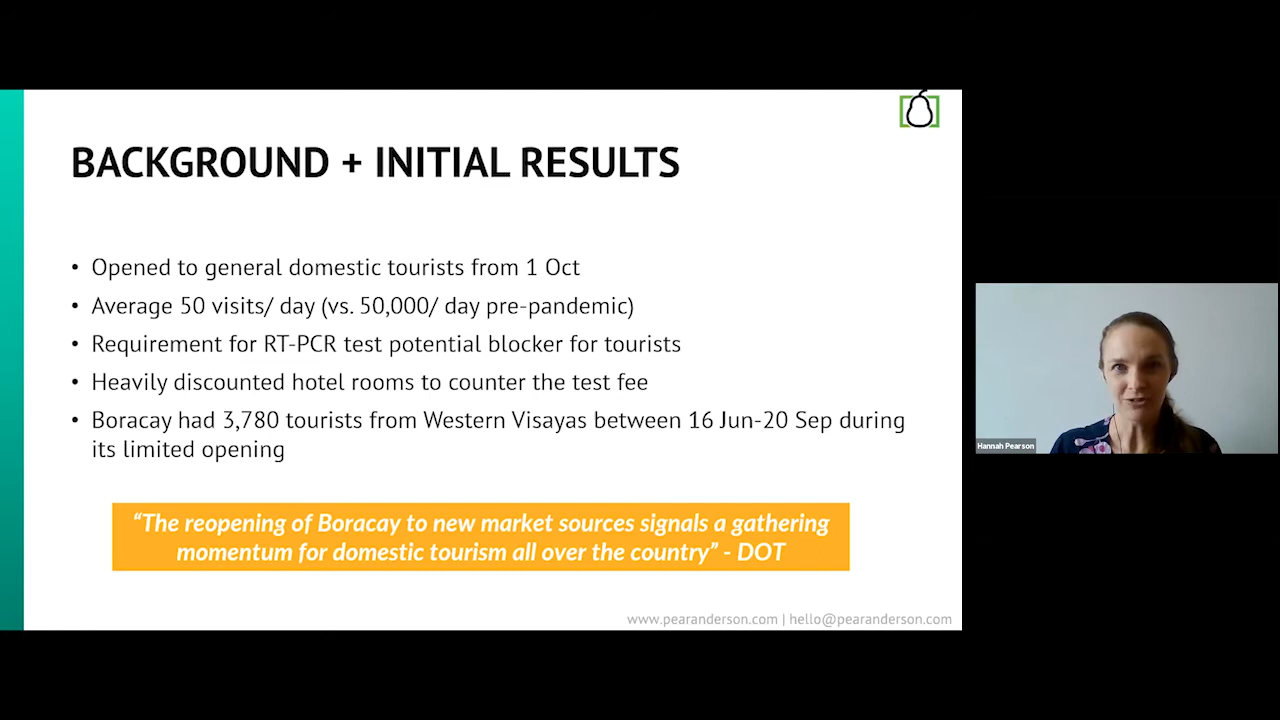 BACKGROUND + INITIAL RESULTS
• Opened to general domestic tourists from 1 Oct
• Average 50 visits/ day (vs. 50,000/ day pre-pandemic)
• Requirement for RT-PCR test potential blocker for tourists
• Heavily discounted hotel rooms to counter the test fee
• Boracay had 3,780 tourists from Western Visayas between 16 Jun-20 Sep during
its limited opening
“The reopening of Boracay to new market sources signals a gathering
momentum for domestic tourism all over the country” - DOT
www.pearanderson.com | hello@pearanderson.com
Hannah Pearson